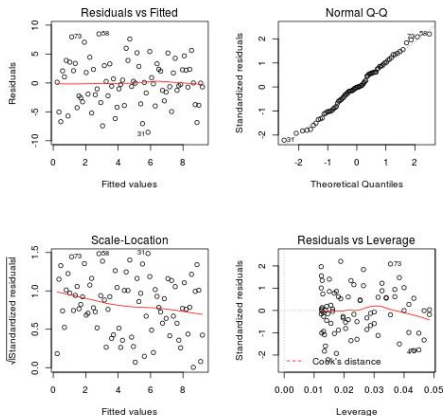 Residuals vs Fitted
Residuals
10
5
0
-5
-10
73
58
31
0 2 4 6 8
Fitted values
Normal Q-Q
Standardized residuals
2
1
0
-1
-2
73
58
31
-2 -1 0 1 2
Theoretical Quantiles
Scale-Location
√|Standardized residuals|
1.5
1.0
0.5
0.0
73
58
31
0 2 4 6 8
Fitted values
Residuals vs Leverage
Standardized residuals
2
1
0
-1
-2
73
Cook's distance
0.00 0.01 0.02 0.03 0.04 0.05
Leverage